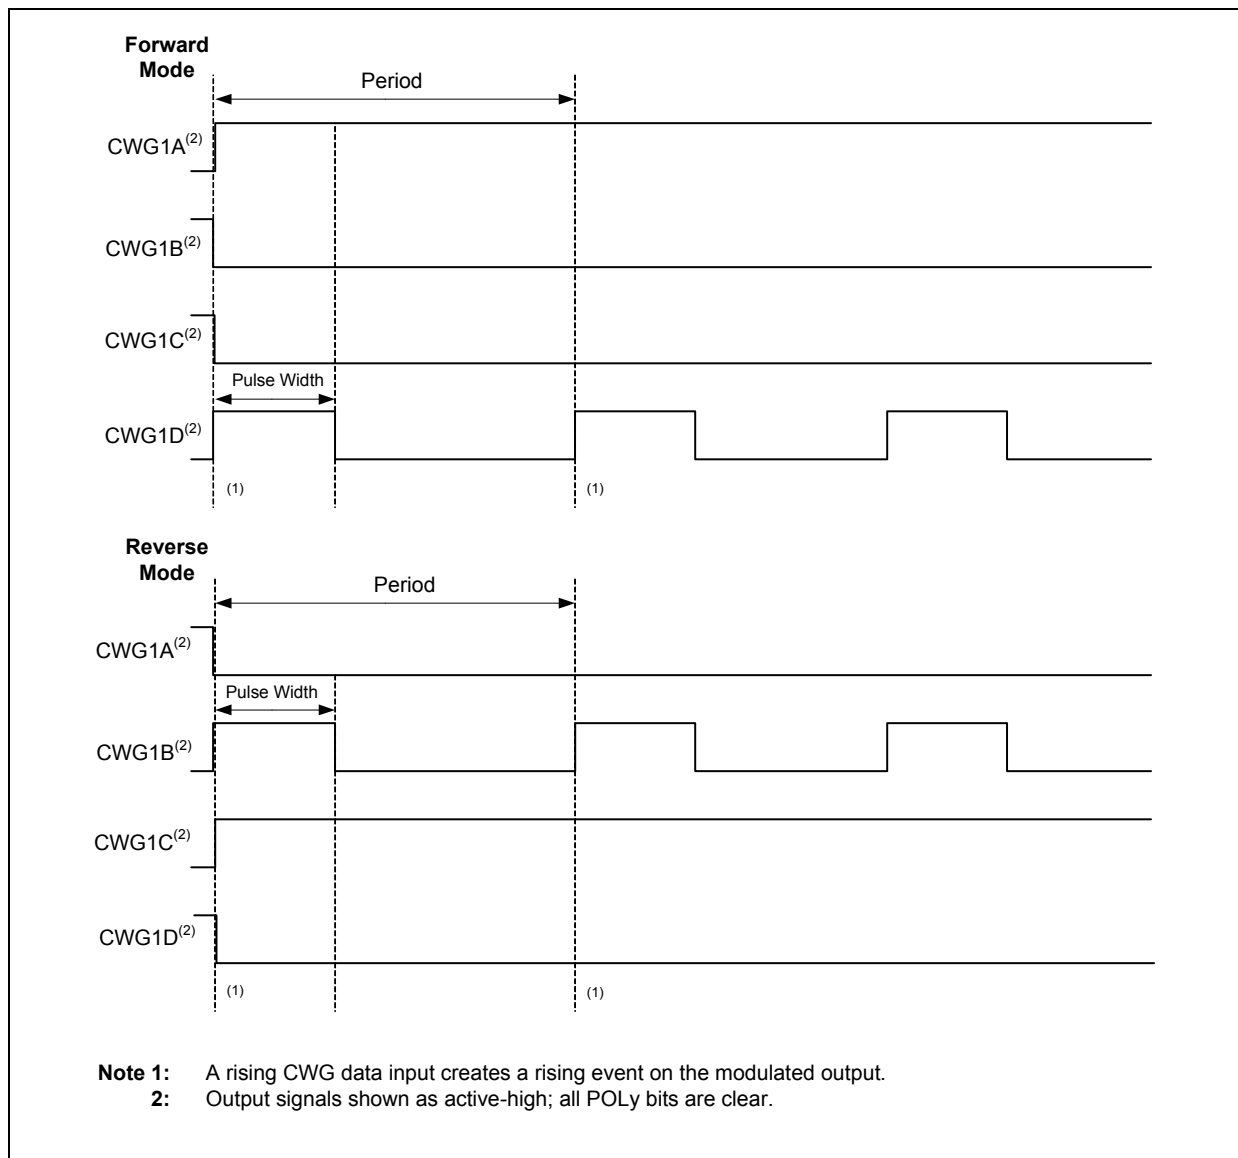 Forward
Mode
Period
CWG1A(2)
CWG1B(2)
CWG1C(2)
Pulse Width
CWG1D(2)
(1)
(1)
Reverse
Mode
Period
CWG1A(2)
Pulse Width
CWG1B(2)
CWG1C(2)
CWG1D(2)
(1)
(1)
Note 1: A rising CWG data input creates a rising event on the modulated output.
2: Output signals shown as active-high; all POLy bits are clear.